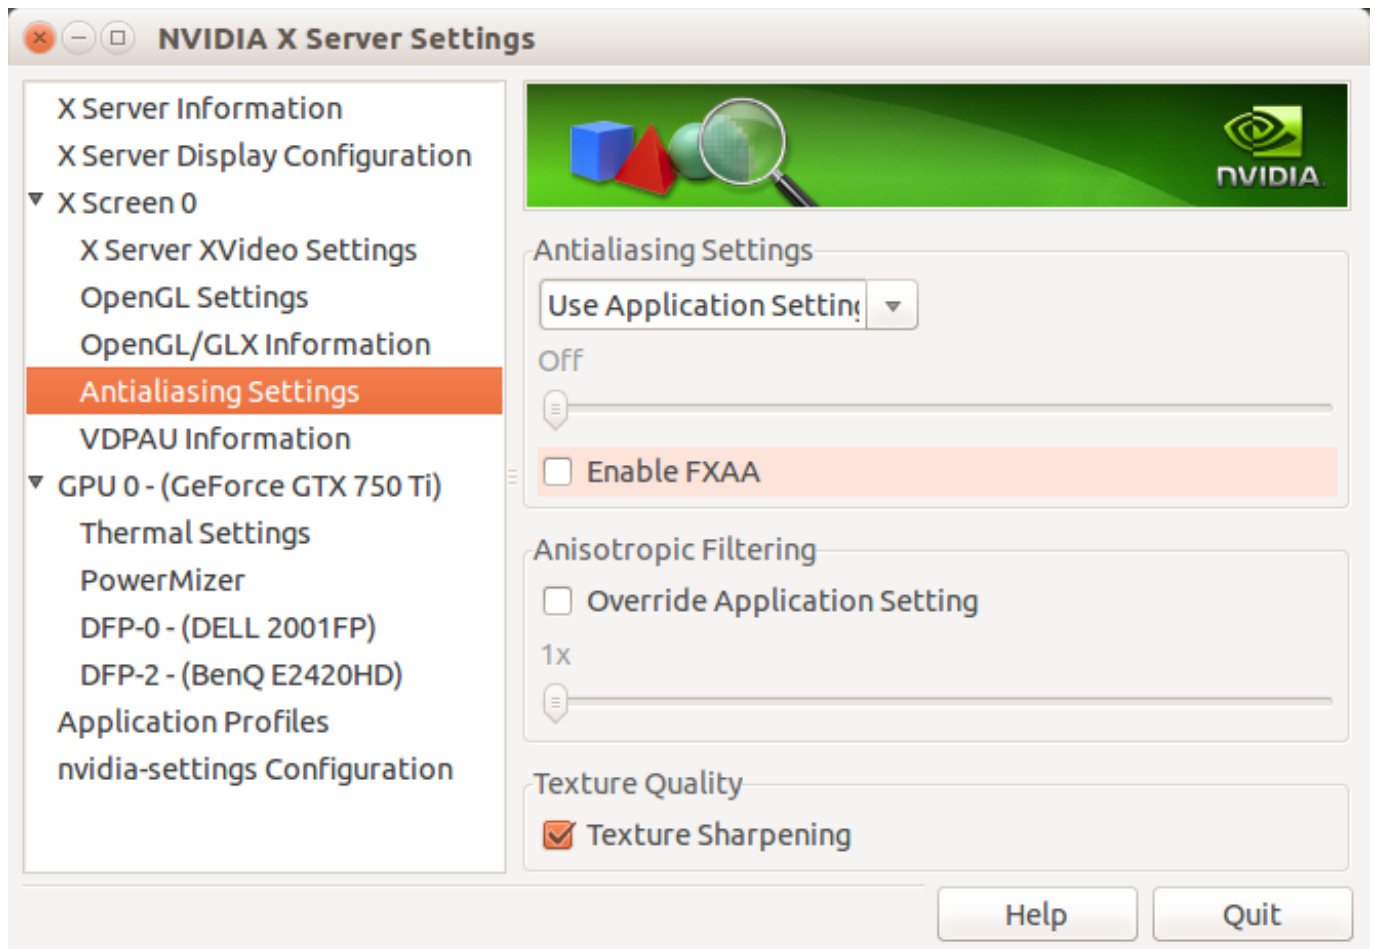 NVIDIA X Server Settings
X Server Information
X Server Display Configuration
X Screen 0
X Server XVideo Settings
OpenGL Settings
OpenGL/GLX Information
Antialiasing Settings
VDPAU Information
GPU 0 - (GeForce GTX 750 Ti)
Thermal Settings
PowerMizer
DFP-0 - (DELL 2001FP)
DFP-2 - (BenQ E2420HD)
Application Profiles
nvidia-settings Configuration
NVIDIA
Antialiasing Settings
Use Application Setting
Off
Enable FXAA
Anisotropic Filtering
Override Application Setting
1x
Texture Quality
Texture Sharpening
Help
Quit